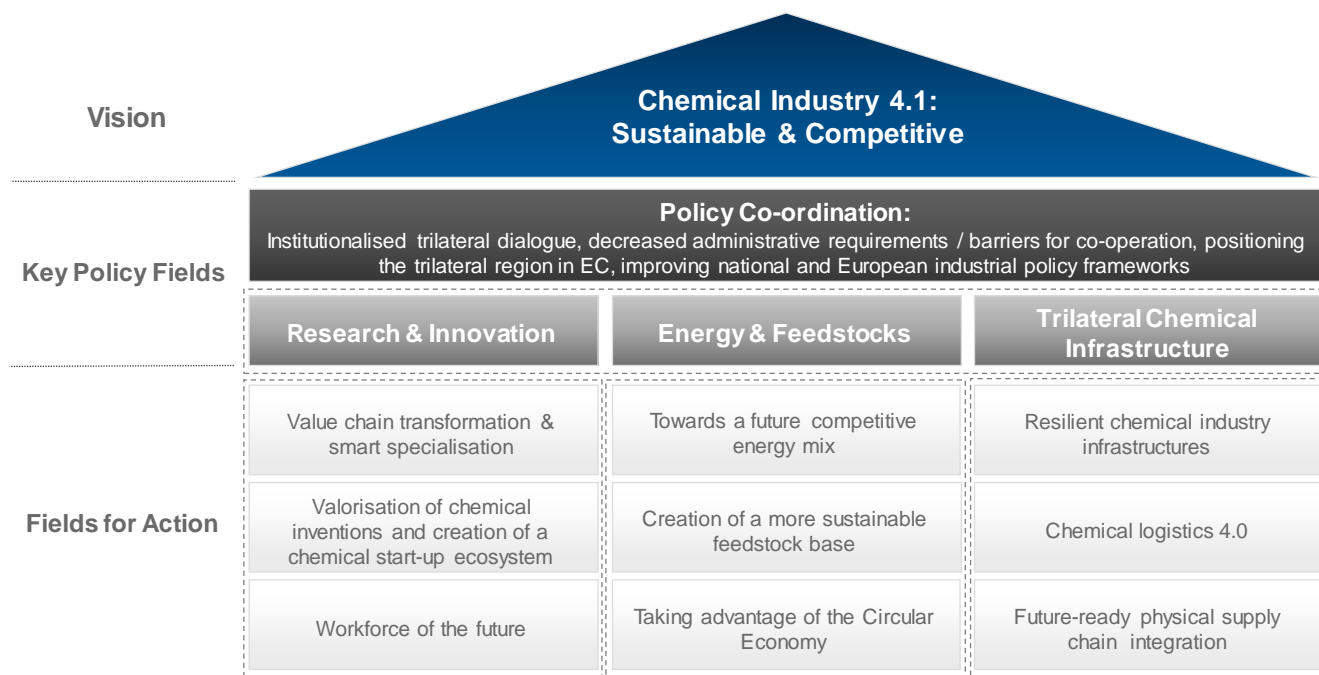 Vision
Chemical Industry 4.1:
Sustainable & Competitive
Key Policy Fields
Policy Co-ordination:
Institutionalised trilateral dialogue, decreased administrative requirements / barriers for co-operation, positioning
the trilateral region in EC, improving national and European industrial policy frameworks
Research & Innovation
Energy & Feedstocks
Trilateral Chemical
Infrastructure
Fields for Action
Value chain transformation &
smart specialisation
Valorisation of chemical
inventions and creation of a
chemical start-up ecosystem
Workforce of the future
Towards a future competitive
energy mix
Creation of a more sustainable
feedstock base
Taking advantage of the Circular
Economy
Resilient chemical industry
infrastructures
Chemical logistics 4.0
Future-ready physical supply
chain integration